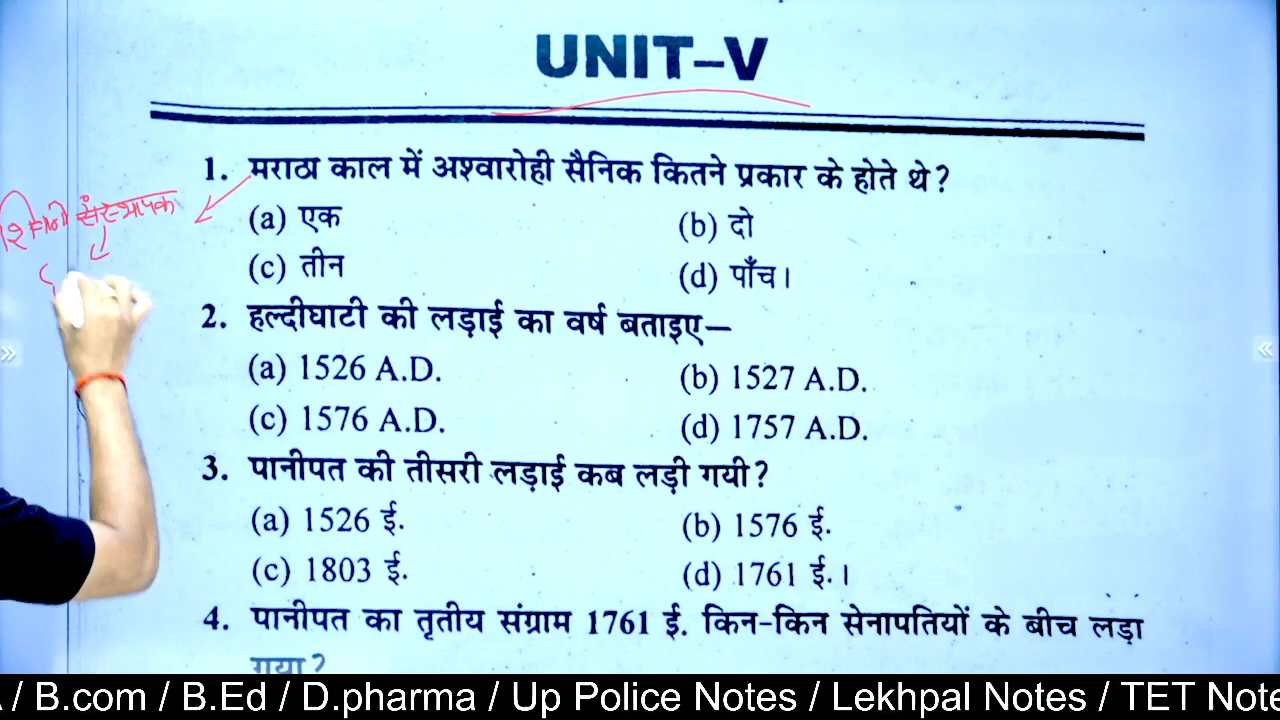 UNIT–V
1. मराठा काल में अश्वारोही सैनिक कितने प्रकार के होते थे?
संस्थापक
(a) एक (b) दो
(c) तीन (d) पाँच।
2. हल्दीघाटी की लड़ाई का वर्ष बताइए–
(a) 1526 A.D. (b) 1527 A.D.
(c) 1576 A.D. (d) 1757 A.D.
3. पानीपत की तीसरी लड़ाई कब लड़ी गयी?
(a) 1526 ई. (b) 1576 ई.
(c) 1803 ई. (d) 1761 ई.।
4. पानीपत का तृतीय संग्राम 1761 ई. किन-किन सेनापतियों के बीच लड़ा
गया?
/ B.com / B.Ed / D.pharma / Up Police Notes / Lekhpal Notes / TET Note